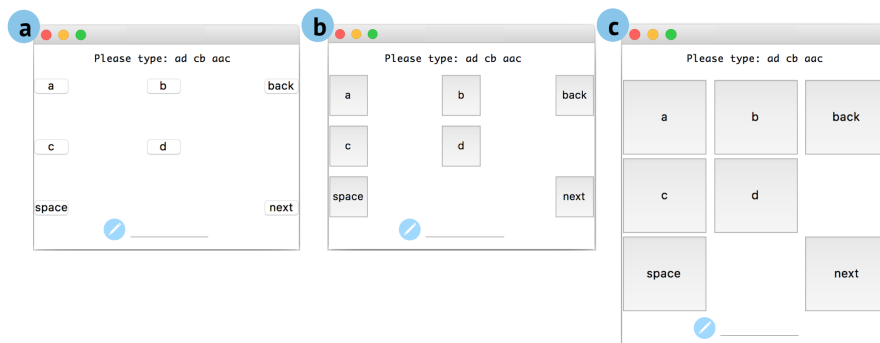 a
Please type: ad cb aac
a b back
c d
space next
b
Please type: ad cb aac
a b back
c d
space next
c
Please type: ad cb aac
a b back
c d
space next